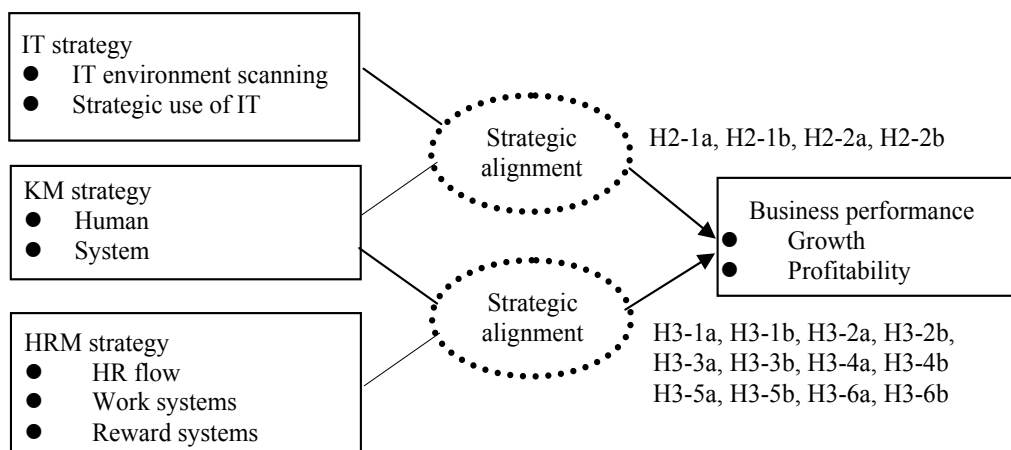 IT strategy
● IT environment scanning
● Strategic use of IT
KM strategy
● Human
● System
HRM strategy
● HR flow
● Work systems
● Reward systems
Strategic
alignment
Strategic
alignment
H2-1a, H2-1b, H2-2a, H2-2b
Business performance
● Growth
● Profitability
H3-1a, H3-1b, H3-2a, H3-2b,
H3-3a, H3-3b, H3-4a, H3-4b
H3-5a, H3-5b, H3-6a, H3-6b